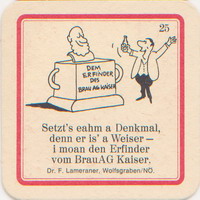 25
DEM
ERFINDER
DES
BRAU AG KAISER
Setzt's eahm a Denkmal,
denn er is' a Weiser –
i moan den Erfinder
vom BrauAG Kaiser.
Dr. F. Lameraner, Wolfsgraben/NÖ.